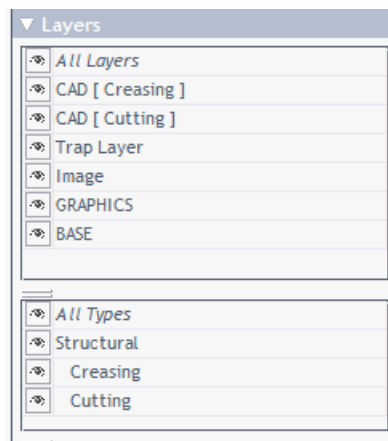 Layers
All Layers
CAD [ Creasing ]
CAD [ Cutting ]
Trap Layer
Image
GRAPHICS
BASE
All Types
Structural
Creasing
Cutting